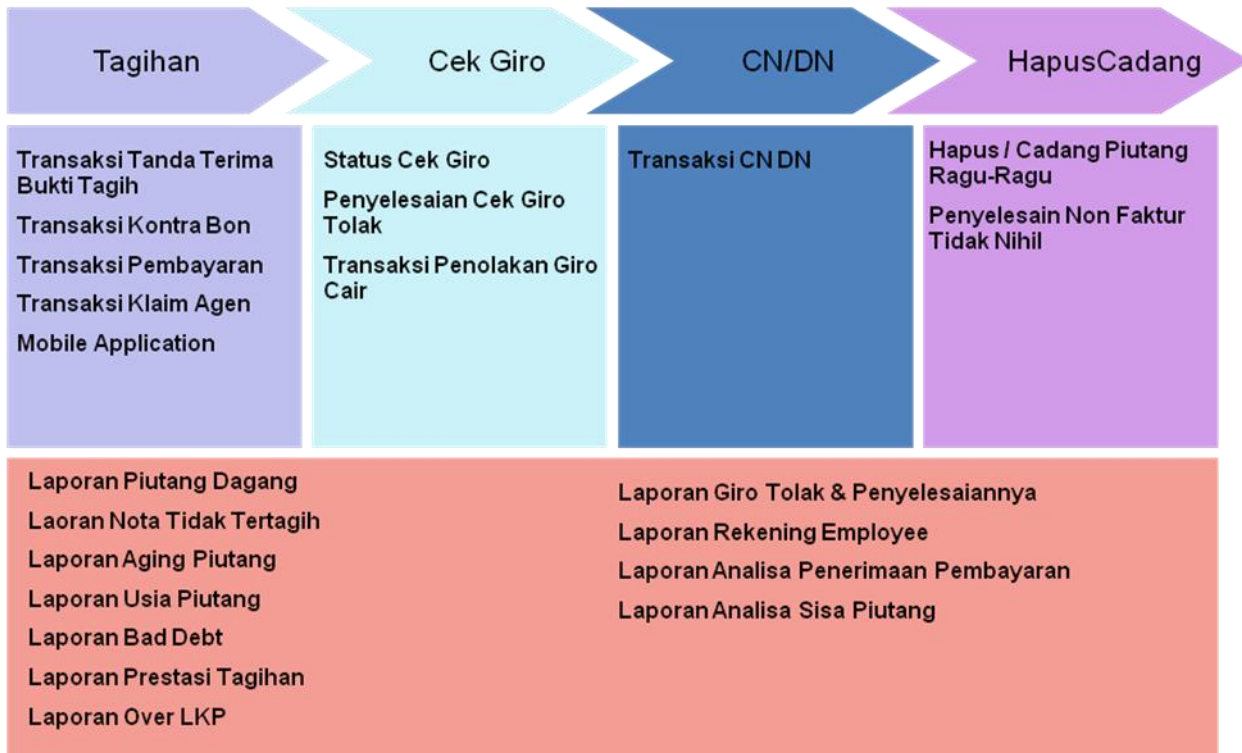 Tagihan
Cek Giro
CN/DN
HapusCadang
Transaksi Tanda Terima
Bukti Tagih
Transaksi Kontra Bon
Transaksi Pembayaran
Transaksi Klaim Agen
Mobile Application
Status Cek Giro
Penyelesaian Cek Giro
Tolak
Transaksi Penolakan Giro
Cair
Transaksi CN DN
Hapus / Cadang Piutang
Ragu-Ragu
Penyelesain Non Faktur
Tidak Nihil
Laporan Piutang Dagang
Laoran Nota Tidak Tertagih
Laporan Aging Piutang
Laporan Usia Piutang
Laporan Bad Debt
Laporan Prestasi Tagihan
Laporan Over LKP
Laporan Giro Tolak & Penyelesaiannya
Laporan Rekening Employee
Laporan Analisa Penerimaan Pembayaran
Laporan Analisa Sisa Piutang